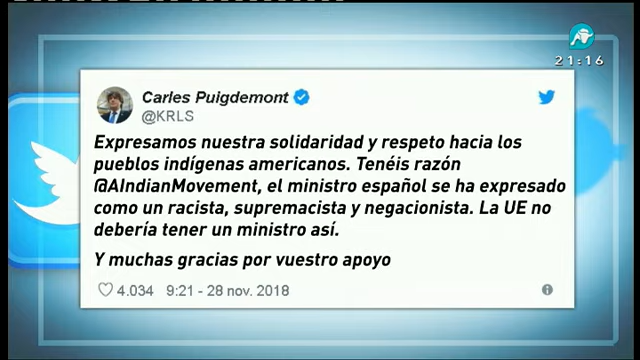 21:16
Carles Puigdemont
@KRLS
Expresamos nuestra solidaridad y respeto hacia los
pueblos indígenas americanos. Tenéis razón
@AIndianMovement, el ministro español se ha expresado
como un racista, supremacista y negacionista. La UE no
debería tener un ministro así.
Y muchas gracias por vuestro apoyo
4.034 9:21 - 28 nov. 2018